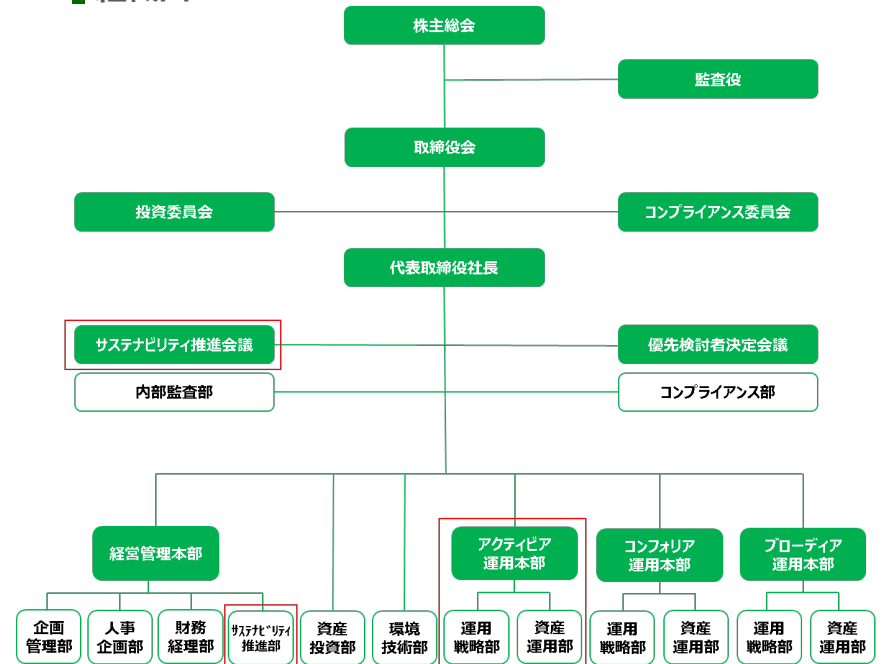 株主総会
監査役
取締役会
投資委員会
コンプライアンス委員会
代表取締役社長
サステナビリティ推進会議
優先検討者決定会議
内部監査部
コンプライアンス部
経営管理本部
アクティビア
運用本部
コンフォリア
運用本部
ブローディア
運用本部
企画
管理部
人事
企画部
財務
経理部
ｻｽﾃﾅﾋﾞﾘﾃｨ
推進部
資産
投資部
環境
技術部
運用
戦略部
資産
運用部
運用
戦略部
資産
運用部
運用
戦略部
資産
運用部